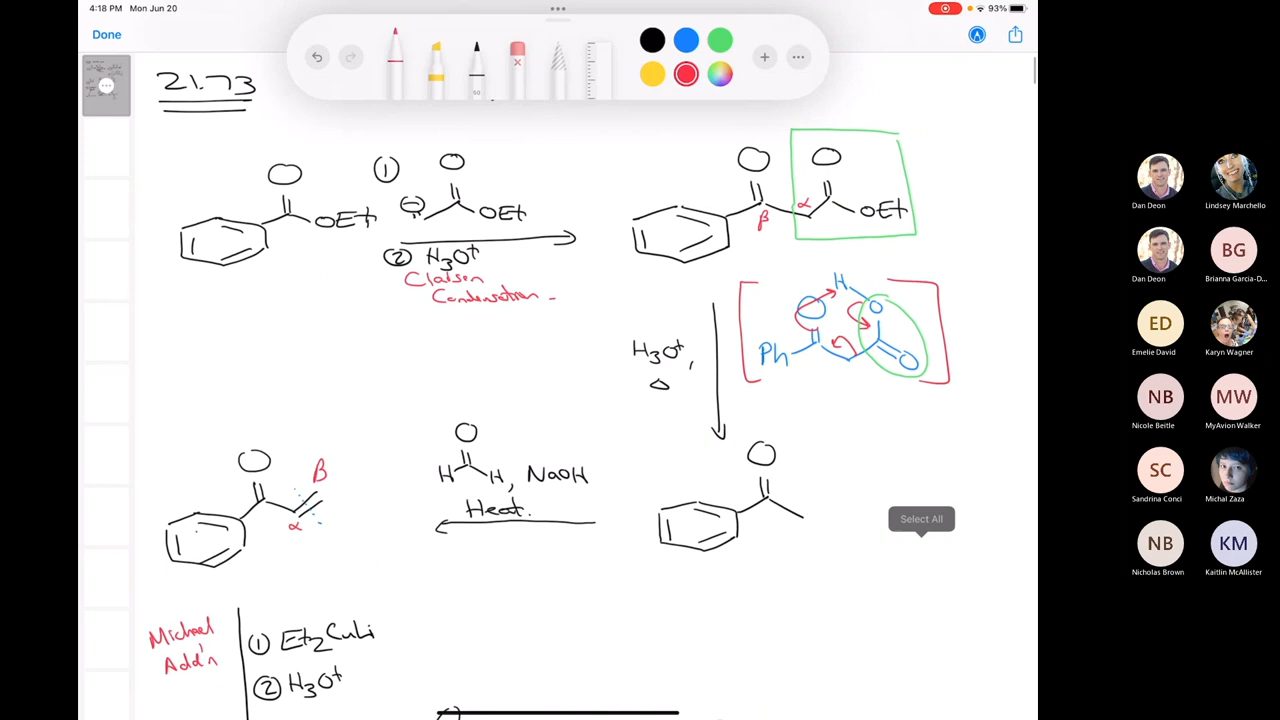 4:18 PM Mon Jun 20
93%
Done
21.73
O
OEt
① O
OEt
② H3O+
Claisen
Condensation
O O
β α OEt
H
O O
Ph O
H3O+,
Δ
O
H H, NaOH
Heat.
O
β
α
O
Select All
Michael
Add'n
① Et2CuLi
② H3O+
Dan Deon
Lindsey Marchello
BG
Dan Deon
Brianna Garcia-D...
ED
Emelie David
Karyn Wagner
NB
MW
Nicole Beitle
MyAvion Walker
SC
Sandrina Conci
Michal Zaza
NB
KM
Nicholas Brown
Kaitlin McAllister